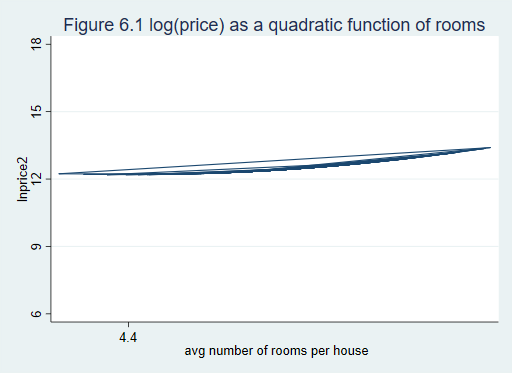 Figure 6.1 log(price) as a quadratic function of rooms
18
15
12
9
6
lnprice2
4.4
avg number of rooms per house